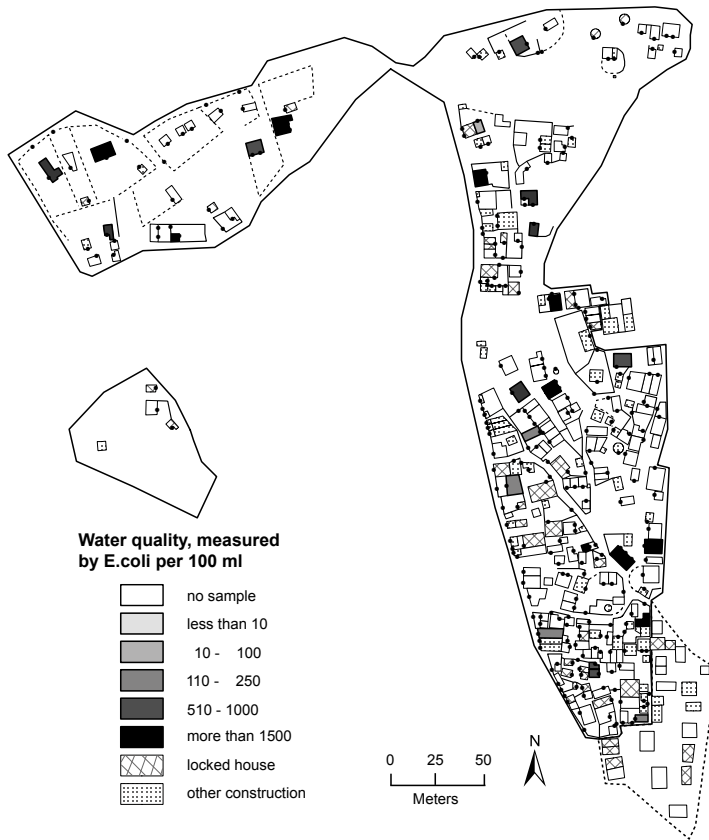 Water quality, measured
by E.coli per 100 ml
no sample
less than 10
10 - 100
110 - 250
510 - 1000
more than 1500
locked house
other construction
0 25 50
Meters
N